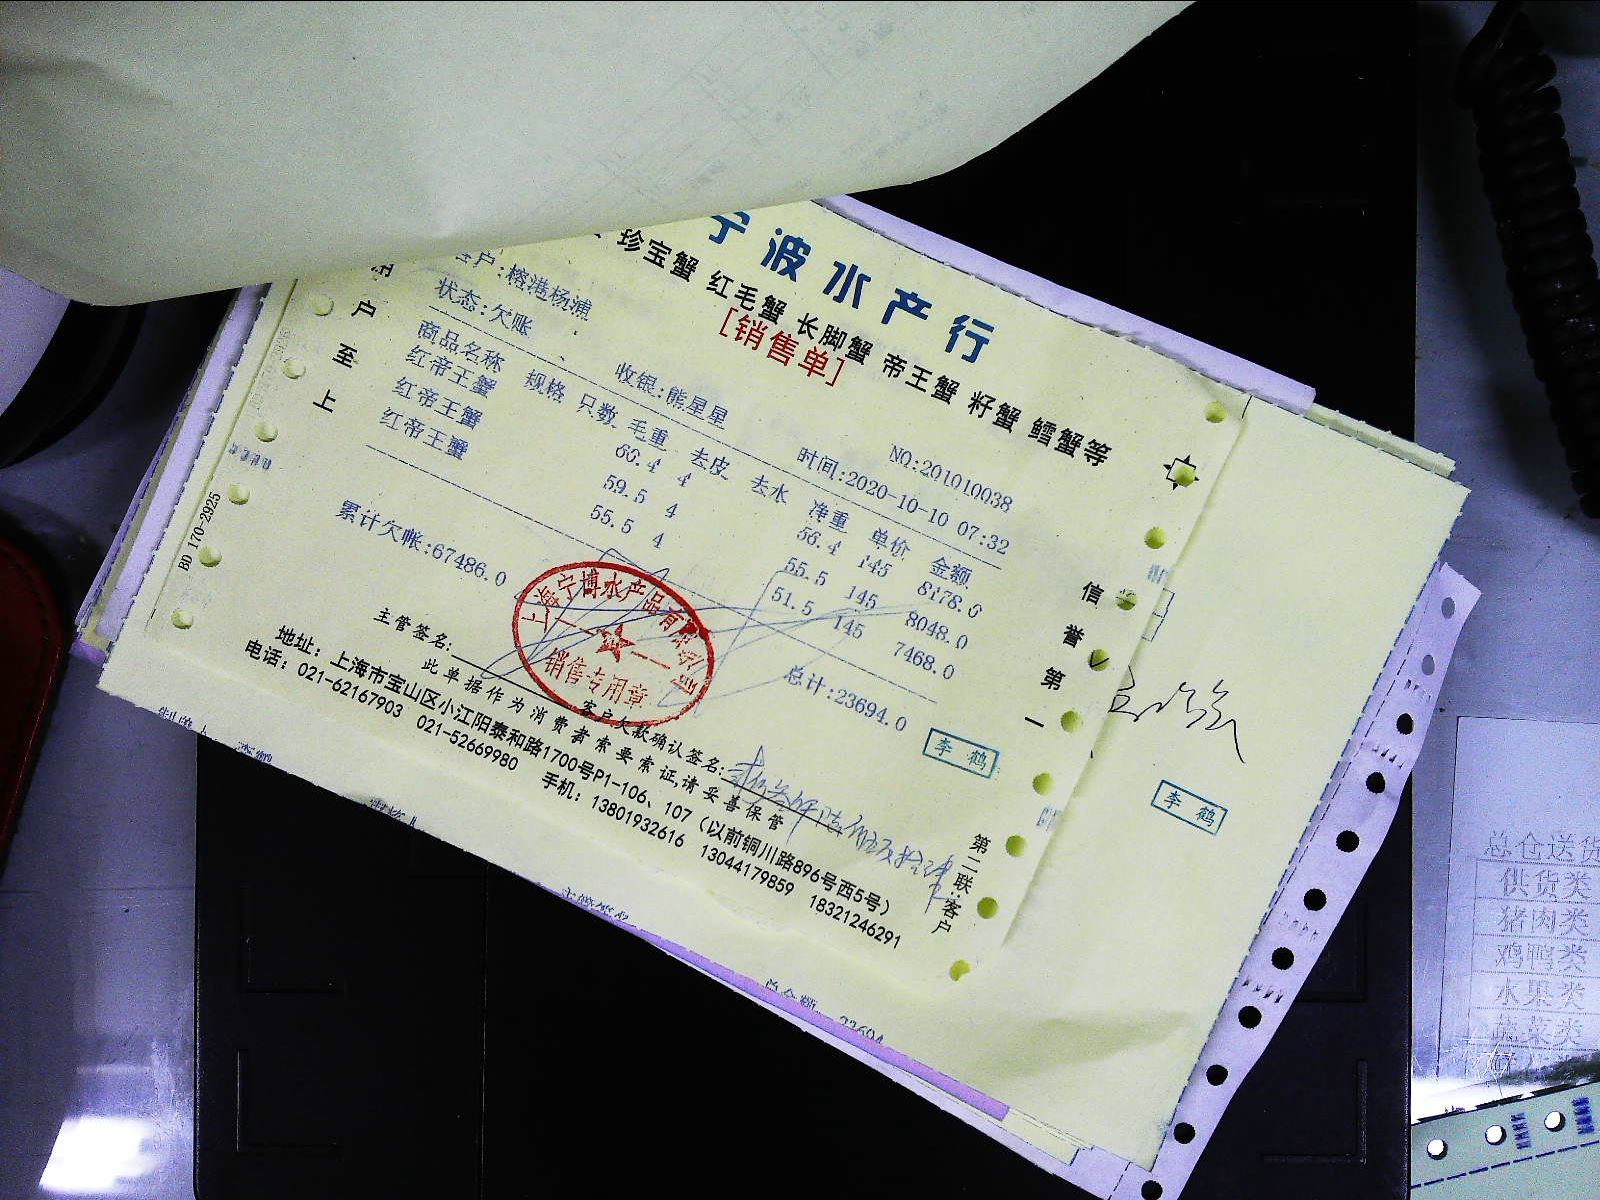 宁波水产行
珍宝蟹 红毛蟹 长脚蟹 帝王蟹 籽蟹 鳕蟹等
[销售单]
户:榕港杨浦
NO:201010038
状态:欠账
收银:熊星星
时间:2020-10-10 07:32
商品名称 规格 只数 毛重 去皮 去水 净重 单价 金额
红帝王蟹 60.4 4 56.4 145 8178.0
红帝王蟹 59.5 4 55.5 145 8048.0
红帝王蟹 55.5 4 51.5 145 7468.0
累计欠帐:67486.0
总计:23694.0
主管签名:
客户欠款确认签名:
此单据作为消费者索要索证,请妥善保管
地址：上海市宝山区小江阳泰和路1700号P1-106、107（以前铜川路896号西5号）
电话：021-62167903 021-52669980 手机：13801932616 13044179859 18321246291
上海宁博水产品有限公司
销售专用章
户至上
信誉第一
第二联:客户
BD 170-2925
李鹤
李鹤
总金额
23694
总仓送货
供货类
猪肉类
鸡鸭类
水果类
蔬菜类